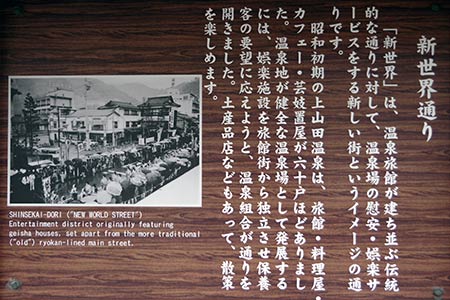 新世界通り
「新世界」は、温泉旅館が建ち並ぶ伝統
的な通りに対して、温泉場の慰安・娯楽サ
ービスをする新しい街というイメージの通
りです。
昭和初期の上山田温泉は、旅館・料理屋・
カフェー・芸妓置屋が六十戸ほどありまし
た。温泉地が健全な温泉場として発展する
には、娯楽施設を旅館街から独立させ保養
客の要望に応えようと、温泉組合が通りを
開きました。土産品店などもあって、散策
を楽しめます。
SHINSEKAI-DORI ("NEW WORLD STREET")
Entertainment district originally featuring
geisha houses, set apart from the more traditional
("old") ryokan-lined main street.